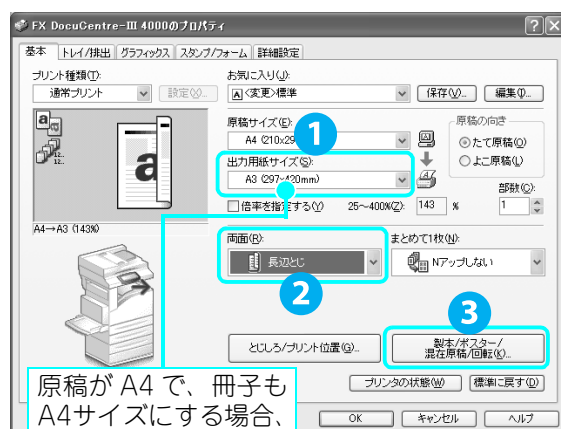 FX DocuCentre-III 4000のプロパティ
基本 トレイ/排出 グラフィックス スタンプ/フォーム 詳細設定
プリント種類(T):
通常プリント 設定(X)...
お気に入り(J):
A <変更>標準 保存(V)... 編集(I)...
原稿サイズ(E):
A4 (210x29
1
出力用紙サイズ(S):
A3 (297×420mm)
原稿の向き
たて原稿(O)
よこ原稿(L)
倍率を指定する(Y) 25～400%(Z): 143 %
部数(C):
1
a
12..
12..
a
A4→A3 (143%)
両面(R):
長辺とじ
2
まとめて1枚(N):
Nアップしない
3
とじしろ/プリント位置(G)...
製本/ポスター/
混在原稿/回転(K)...
プリンタの状態(W) 標準に戻す(D)
原稿が A4 で、冊子も
A4サイズにする場合、
OK キャンセル ヘルプ